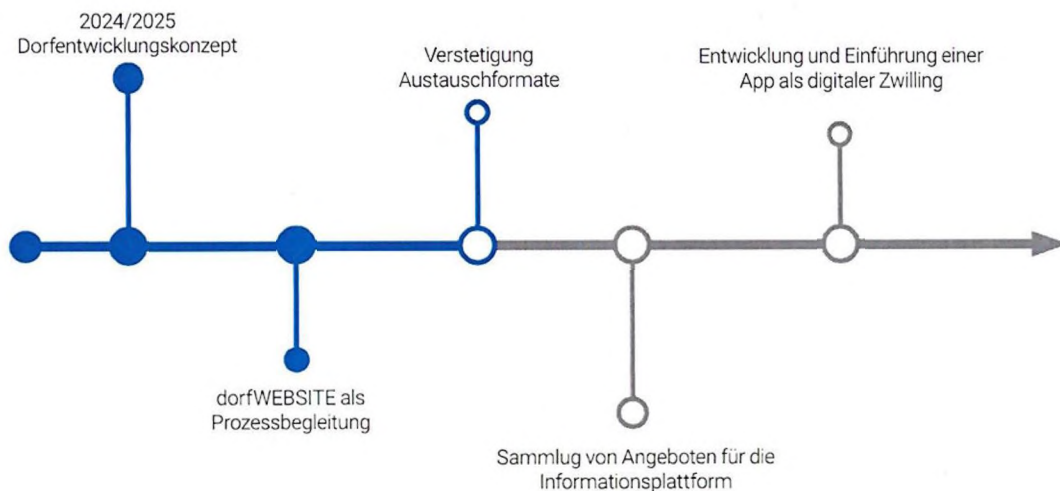 2024/2025
Dorfentwicklungskonzept
Verstetigung
Austauschformate
Entwicklung und Einführung einer
App als digitaler Zwilling
dorfWEBSITE als
Prozessbegleitung
Sammlug von Angeboten für die
Informationsplattform